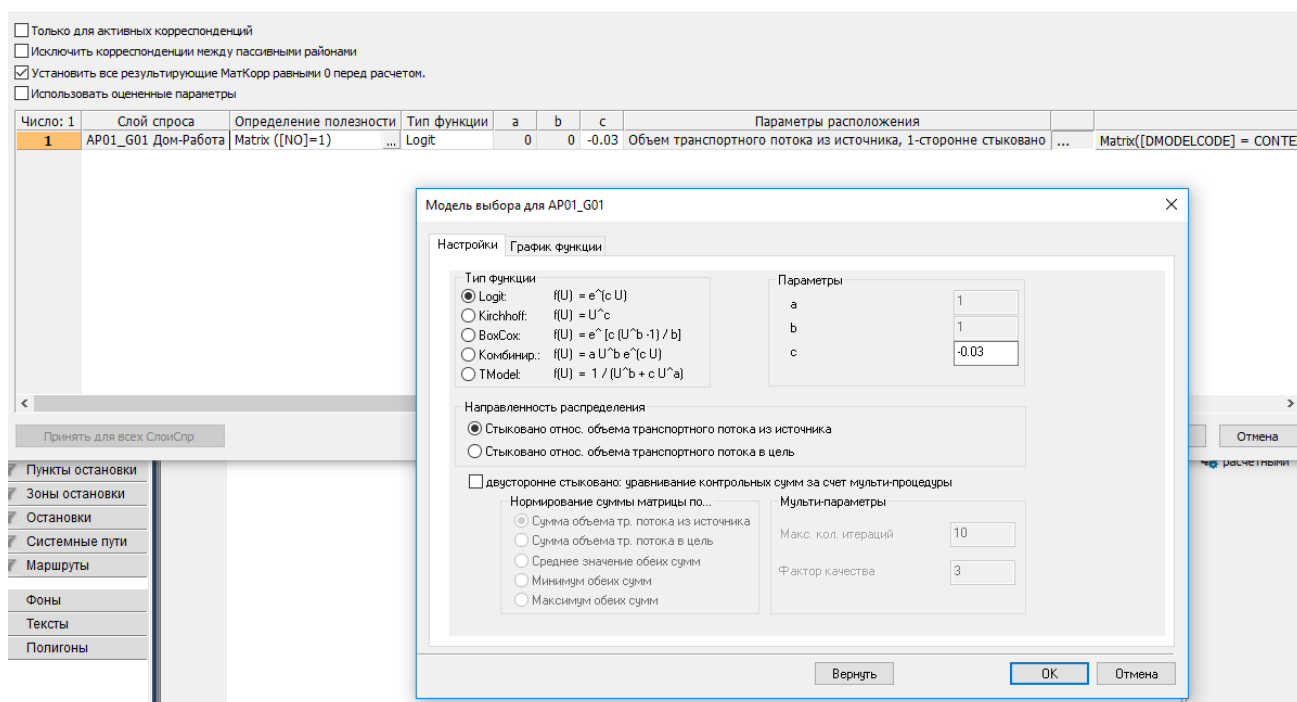 Только для активных корреспонденций
Исключить корреспонденции между пассивными районами
Установить все результирующие МатКорр равными 0 перед расчетом.
Использовать оцененные параметры
Число: 1 Слой спроса Определение полезности Тип функции a b c Параметры расположения
1 AP01_G01 Дом-Работа Matrix ([NO]=1) ... Logit 0 0 -0.03 Объем транспортного потока из источника, 1-сторонне стыковано ... Matrix([DMODELCODE] = CONTE
Модель выбора для AP01_G01
Настройки График функции
Тип функции
Logit: f(U) = e^(c U)
Kirchhoff: f(U) = U^c
BoxCox: f(U) = e^ [c (U^b -1) / b]
Комбинир.: f(U) = a U^b e^(c U)
TModel: f(U) = 1 / (U^b + c U^a)
Параметры
a 1
b 1
c -0.03
Направленность распределения
Стыковано относ. объема транспортного потока из источника
Стыковано относ. объема транспортного потока в цель
двусторонне стыковано: уравнивание контрольных сумм за счет мульти-процедуры
Нормирование суммы матрицы по...
Сумма объема тр. потока из источника
Сумма объема тр. потока в цель
Среднее значение обеих сумм
Минимум обеих сумм
Максимум обеих сумм
Мульти-параметры
Макс. кол. итераций 10
Фактор качества 3
Вернуть OK Отмена
Принять для всех СлоиСпр
Отмена
Пункты остановки
Зоны остановки
Остановки
Системные пути
Маршруты
Фоны
Тексты
Полигоны
расчетными